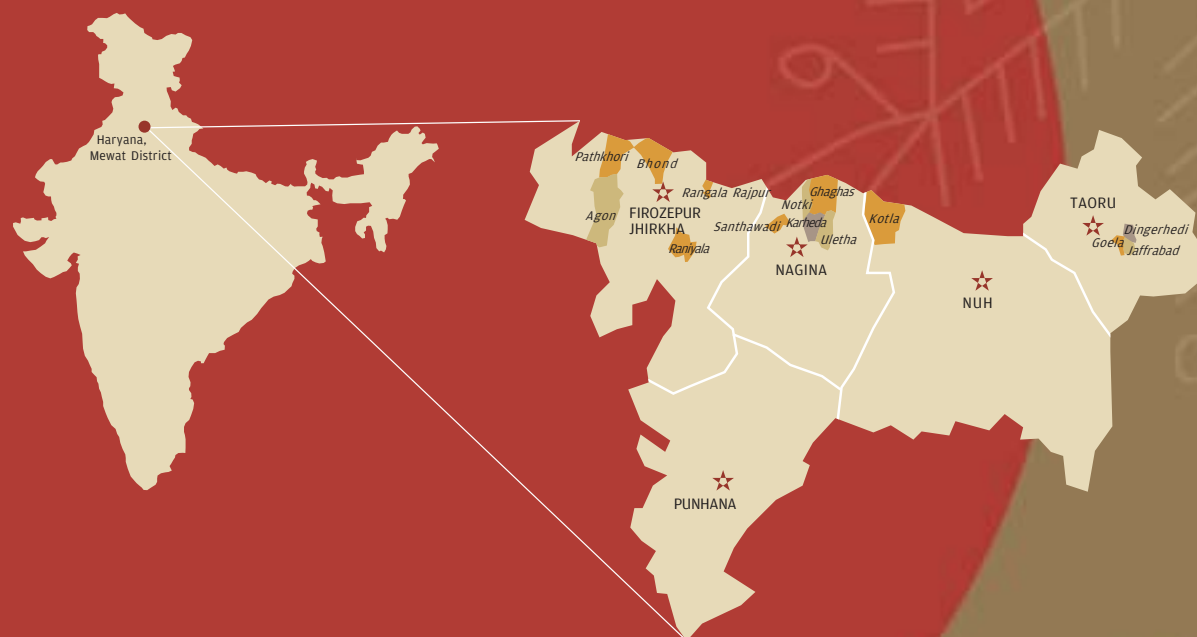 Haryana,
Mewat District
Pathkhori
Bhond
Agon
FIROZEPUR
JHIRKHA
Raniyala
Rangala Rajpur
Santhawadi
Notki
Ghaghas
Karheda
Uletha
NAGINA
Kotla
NUH
TAORU
Goela
Dingerhedi
Jaffrabad
PUNHANA